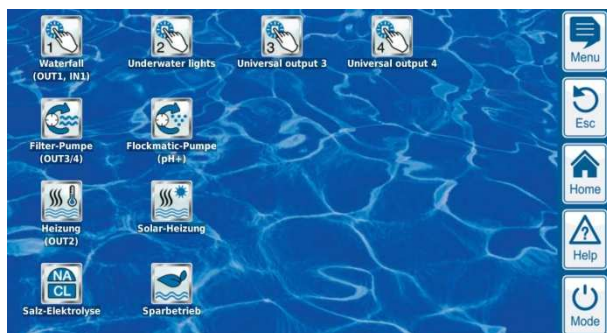 1
2
3
4
Waterfall
(OUT1, IN1)
Underwater lights
Universal output 3
Universal output 4
Filter-Pumpe
(OUT3/4)
Flockmatic-Pumpe
(pH+)
Heizung
(OUT2)
Solar-Heizung
NA
CL
Salz-Elektrolyse
Sparbetrieb
Menu
Esc
Home
?
Help
Mode